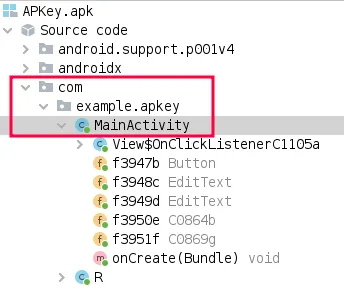 APKey.apk
Source code
android.support.p001v4
androidx
com
example.apkey
MainActivity
View$OnClickListenerC1105a
f3947b Button
f3948c EditText
f3949d EditText
f3950e C0864b
f3951f C0869g
onCreate(Bundle) void
R